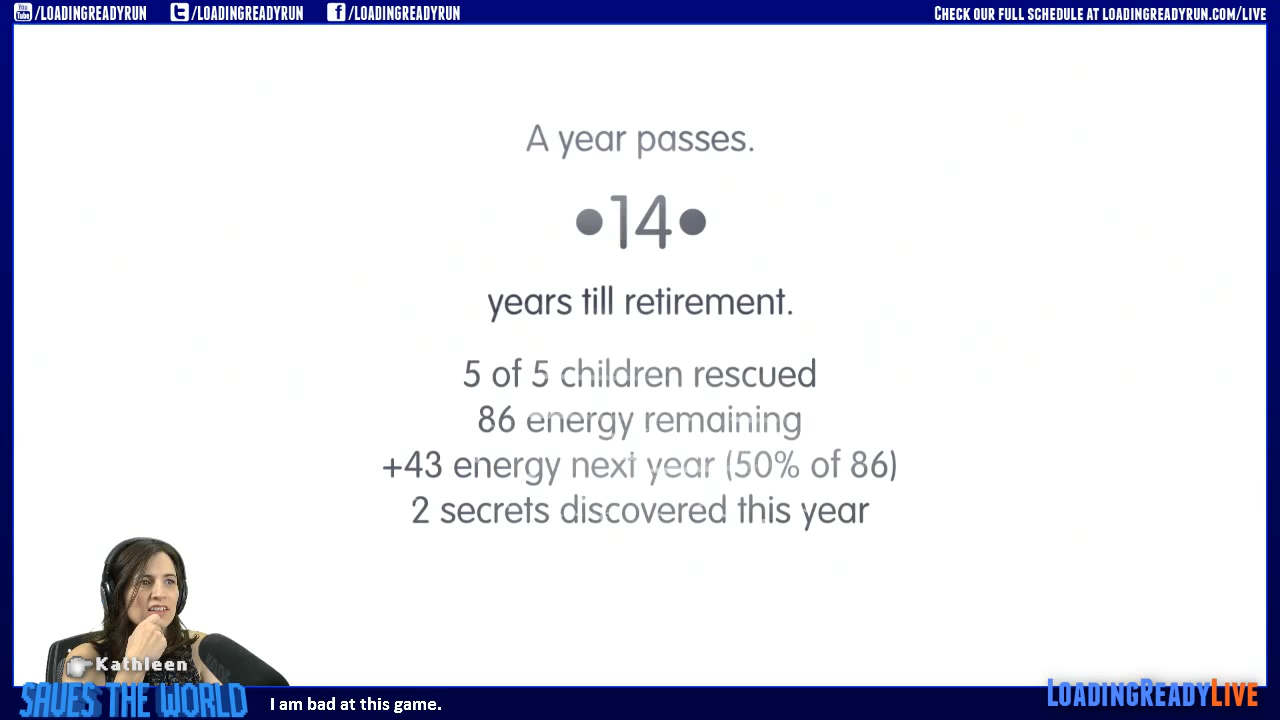 You Tube /LOADINGREADYRUN /LOADINGREADYRUN /LOADINGREADYRUN CHECK OUR FULL SCHEDULE AT LOADINGREADYRUN.COM/LIVE
A year passes.
•14•
years till retirement.
5 of 5 children rescued
86 energy remaining
+43 energy next year (50% of 86)
2 secrets discovered this year
Kathleen
SAVES THE WORLD
I am bad at this game.
LOADINGREADYLIVE